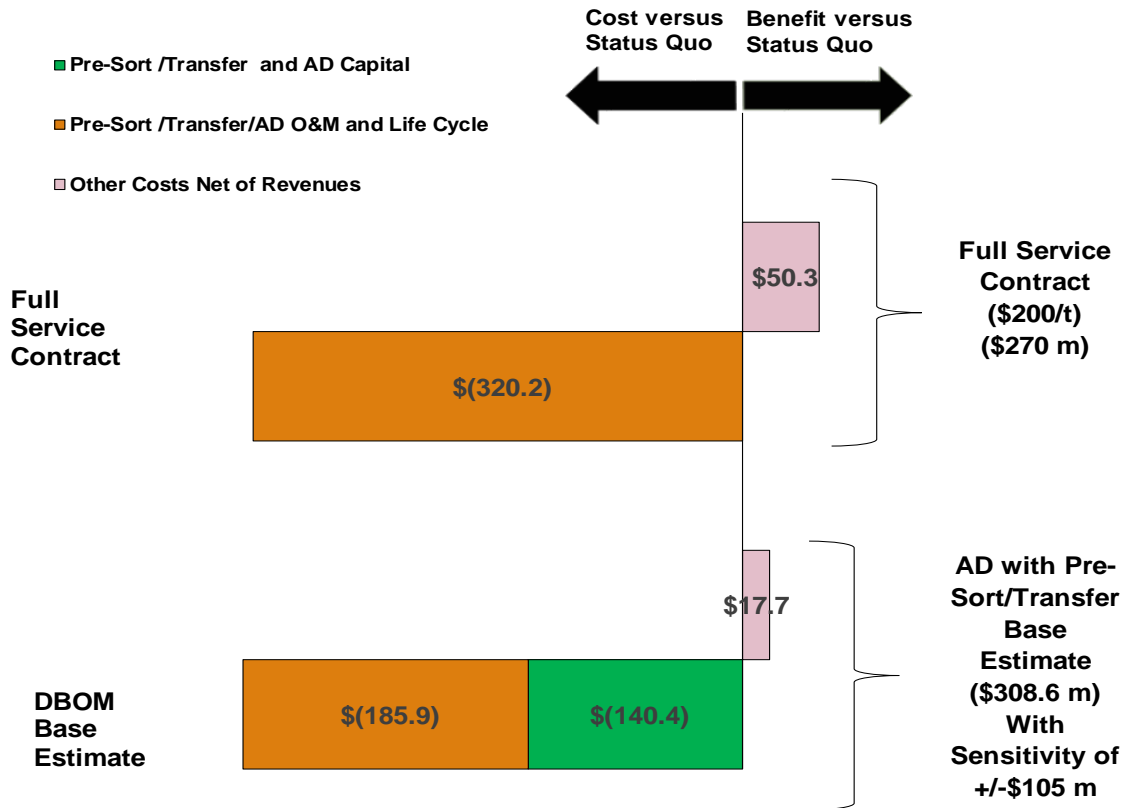 Cost versus
Status Quo
Benefit versus
Status Quo
Pre-Sort /Transfer and AD Capital
Pre-Sort /Transfer/AD O&M and Life Cycle
Other Costs Net of Revenues
Full
Service
Contract
$50.3
$(320.2)
Full Service
Contract
($200/t)
($270 m)
DBOM
Base
Estimate
$17.7
$(185.9)
$(140.4)
AD with Pre-
Sort/Transfer
Base
Estimate
($308.6 m)
With
Sensitivity of
+/-$105 m